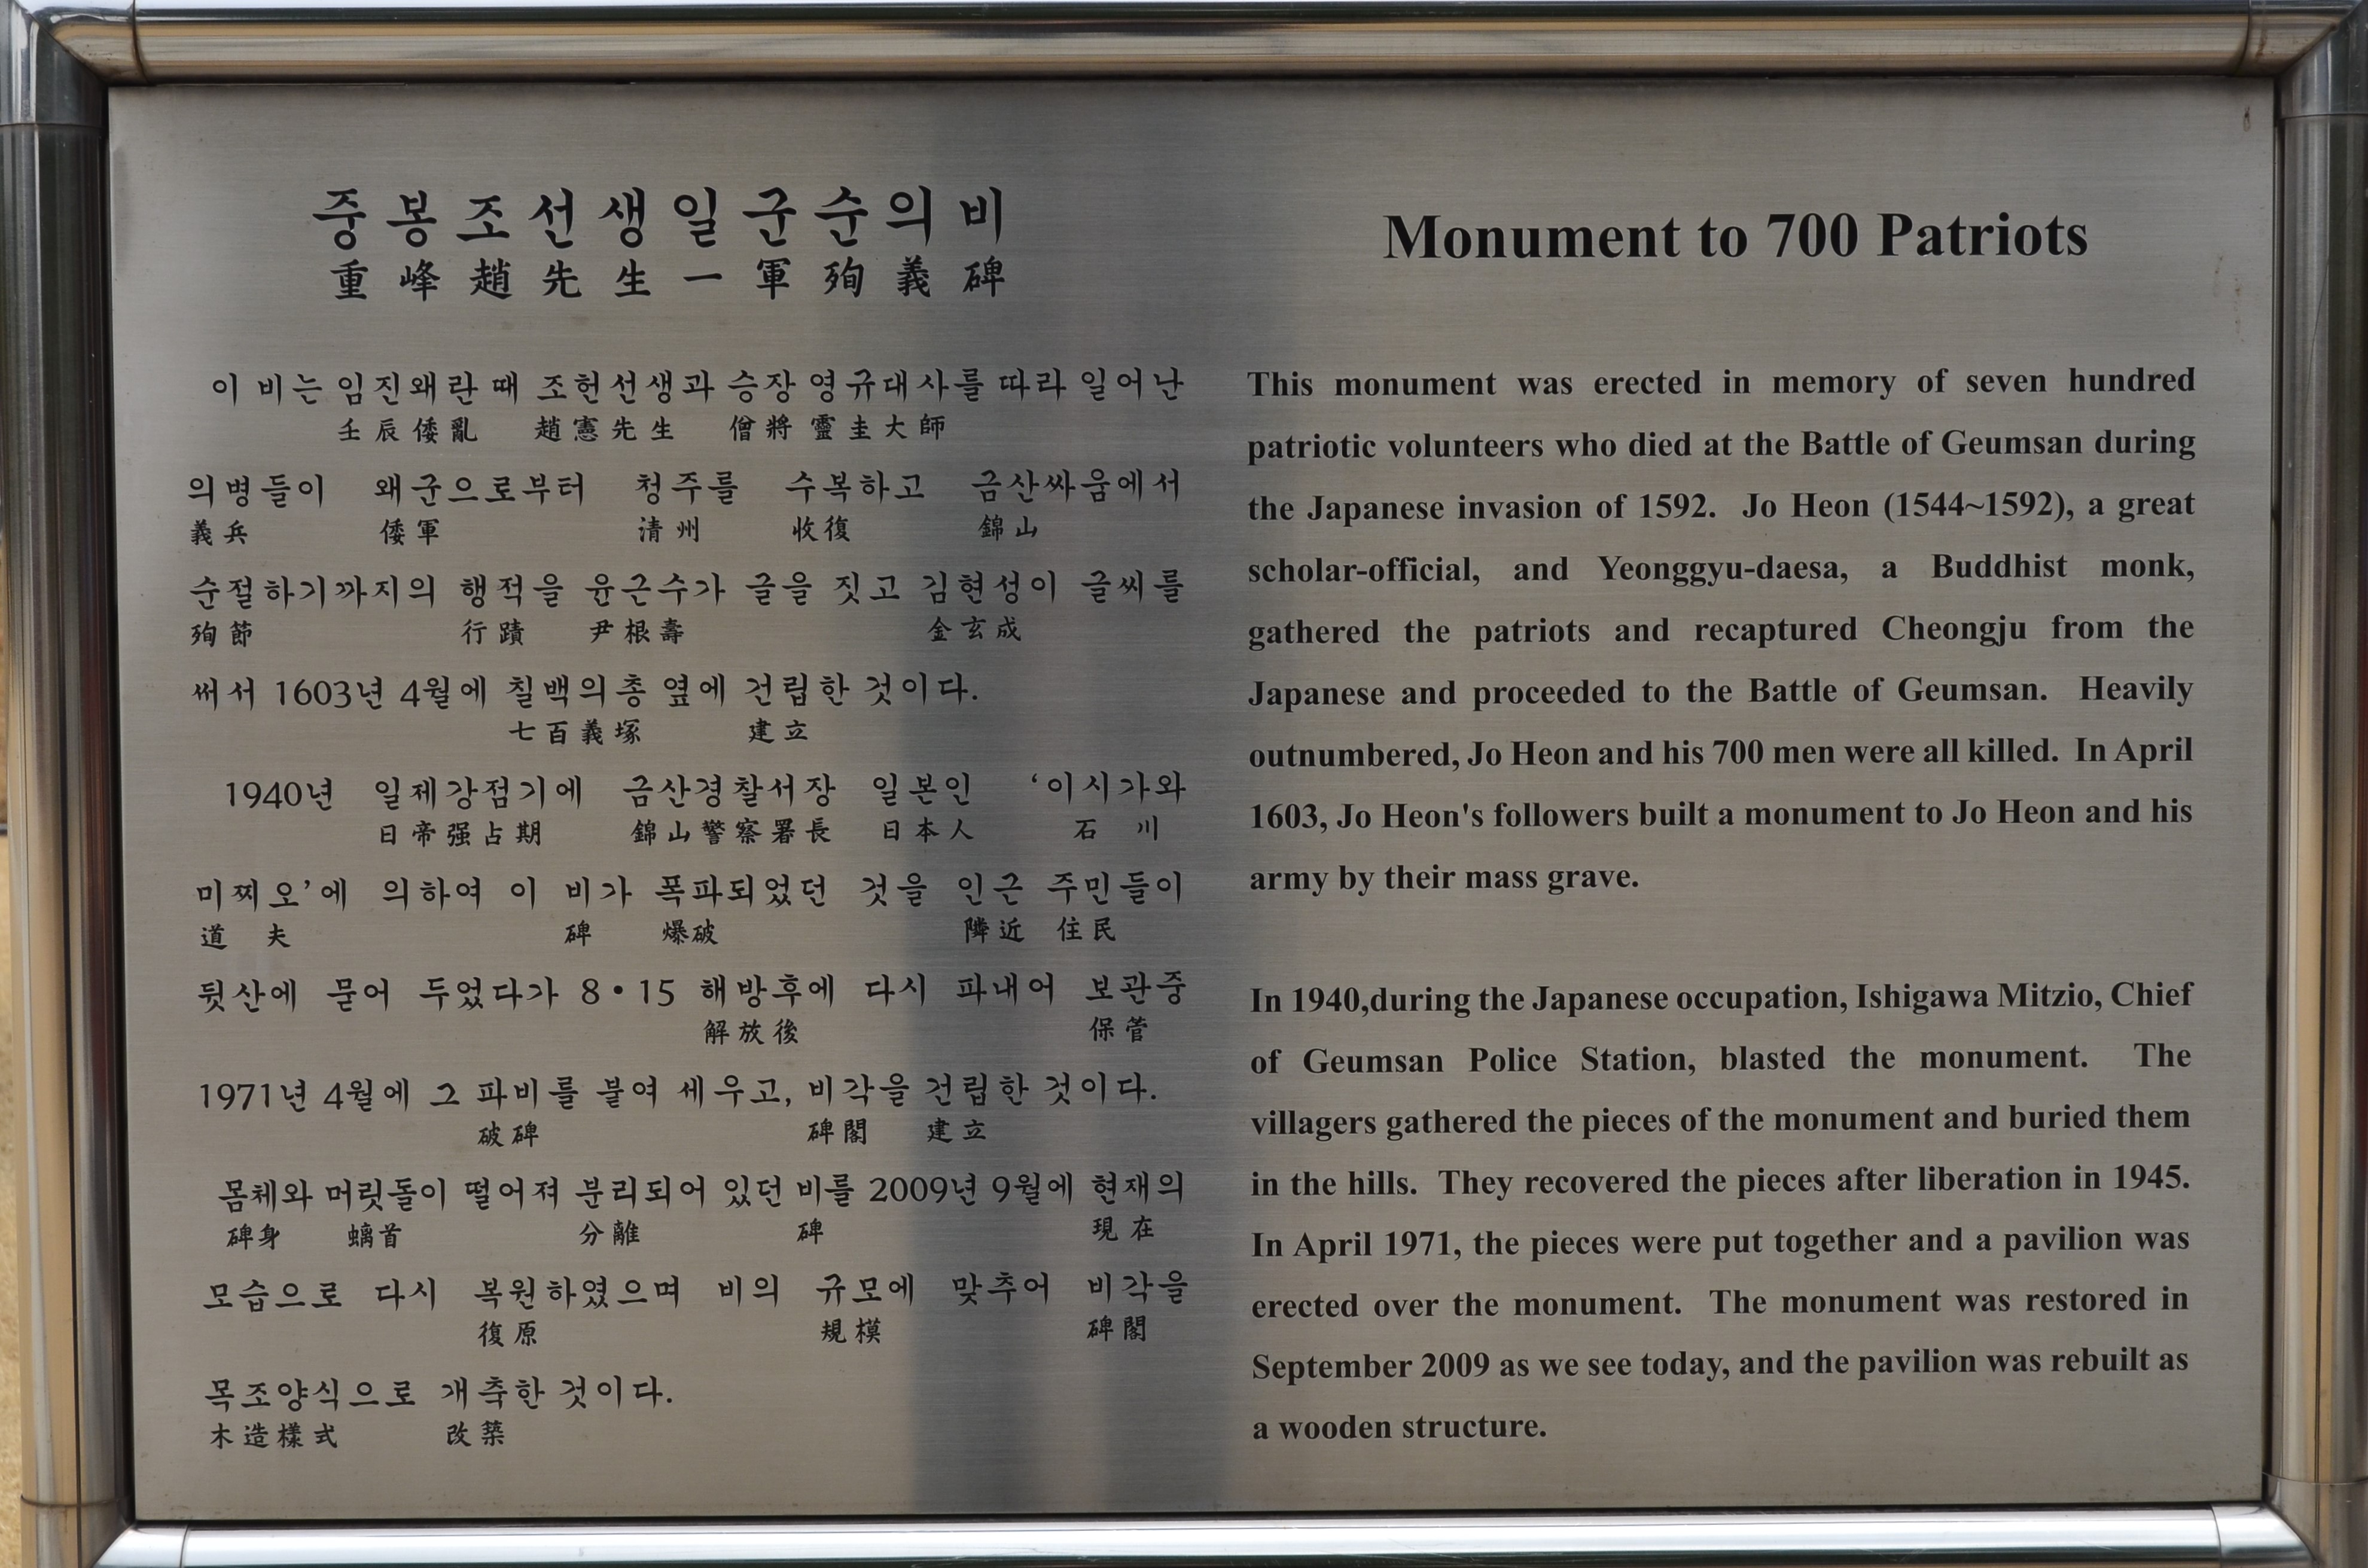 중봉조선생일군순의비
重峰趙先生一軍殉義碑
이 비는 임진왜란 때 조헌선생과 승장 영규대사를 따라 일어난
壬辰倭亂 趙憲先生 僧將 靈圭大師
의병들이 왜군으로부터 청주를 수복하고 금산싸움에서
義兵 倭軍 清州 收復 錦山
순절하기까지의 행적을 윤근수가 글을 짓고 김현성이 글씨를
殉節 行蹟 尹根壽 金玄成
써서 1603년 4월에 칠백의총 옆에 건립한 것이다.
七百義塚 建立
1940년 일제강점기에 금산경찰서장 일본인 ‘이시가와
日帝强占期 錦山警察署長 日本人 石川
미찌오’에 의하여 이 비가 폭파되었던 것을 인근 주민들이
道夫 碑 爆破 隣近 住民
뒷산에 묻어 두었다가 8·15 해방후에 다시 파내어 보관중
解放後 保管
1971년 4월에 그 파비를 붙여 세우고, 비각을 건립한 것이다.
破碑 碑閣 建立
몸체와 머릿돌이 떨어져 분리되어 있던 비를 2009년 9월에 현재의
碑身 螭首 分離 碑 現在
모습으로 다시 복원하였으며 비의 규모에 맞추어 비각을
復原 規模 碑閣
목조양식으로 개축한 것이다.
木造樣式 改築
Monument to 700 Patriots
This monument was erected in memory of seven hundred
patriotic volunteers who died at the Battle of Geumsan during
the Japanese invasion of 1592. Jo Heon (1544~1592), a great
scholar-official, and Yeonggyu-daesa, a Buddhist monk,
gathered the patriots and recaptured Cheongju from the
Japanese and proceeded to the Battle of Geumsan. Heavily
outnumbered, Jo Heon and his 700 men were all killed. In April
1603, Jo Heon's followers built a monument to Jo Heon and his
army by their mass grave.
In 1940,during the Japanese occupation, Ishigawa Mitzio, Chief
of Geumsan Police Station, blasted the monument. The
villagers gathered the pieces of the monument and buried them
in the hills. They recovered the pieces after liberation in 1945.
In April 1971, the pieces were put together and a pavilion was
erected over the monument. The monument was restored in
September 2009 as we see today, and the pavilion was rebuilt as
a wooden structure.